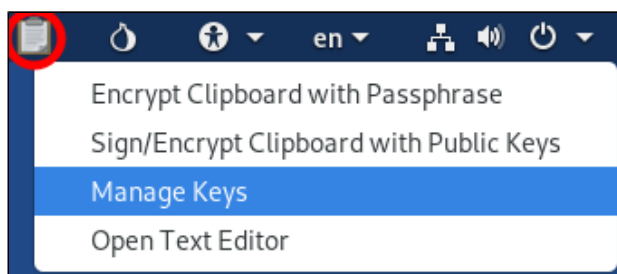 en
Encrypt Clipboard with Passphrase
Sign/Encrypt Clipboard with Public Keys
Manage Keys
Open Text Editor